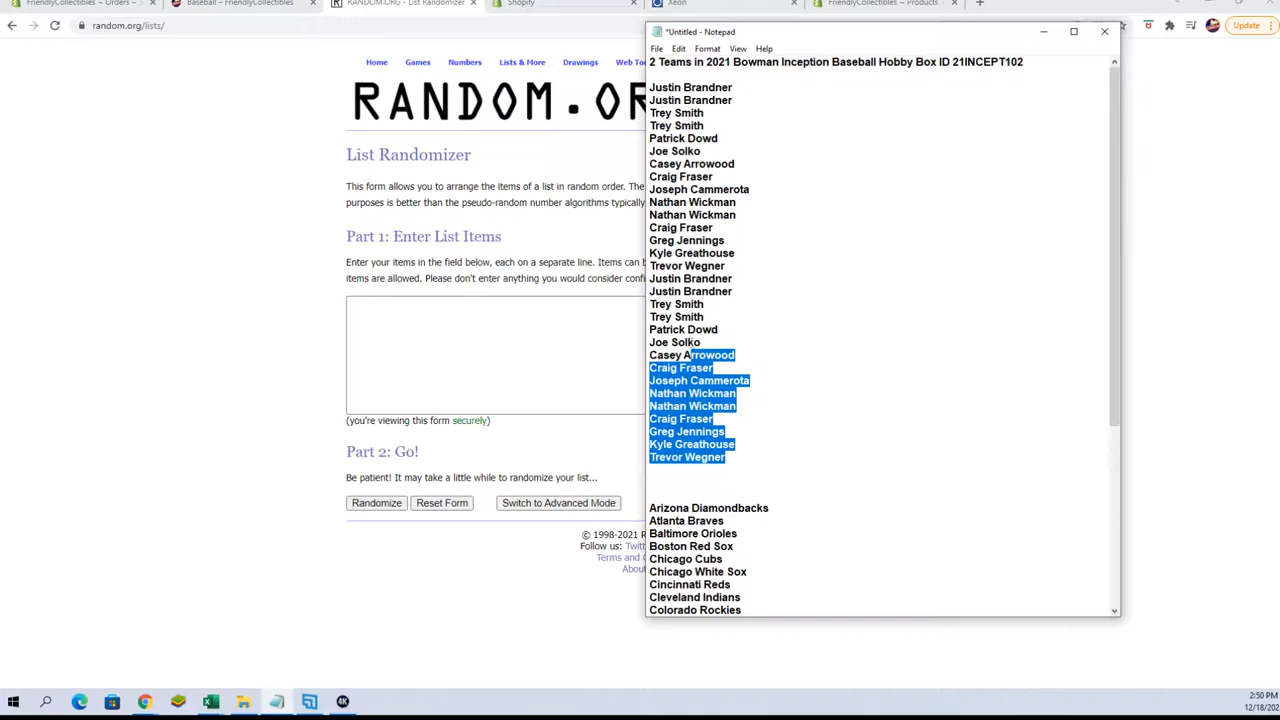 FriendlyCollectibles ~ Orders ~
Baseball – FriendlyCollectibles
RANDOM.ORG - List Randomizer
Shopify
Xeon
FriendlyCollectibles ~ Products ~
random.org/lists/
Update
Home Games Numbers Lists & More Drawings Web Too
RANDOM.OR
List Randomizer
This form allows you to arrange the items of a list in random order. The
purposes is better than the pseudo-random number algorithms typically
Part 1: Enter List Items
Enter your items in the field below, each on a separate line. Items can b
items are allowed. Please don't enter anything you would consider confi
(you're viewing this form securely)
Part 2: Go!
Be patient! It may take a little while to randomize your list...
Randomize Reset Form Switch to Advanced Mode
© 1998-2021 R
Follow us: Twitt
Terms and C
About
*Untitled - Notepad
File Edit Format View Help
2 Teams in 2021 Bowman Inception Baseball Hobby Box ID 21INCEPT102
Justin Brandner
Justin Brandner
Trey Smith
Trey Smith
Patrick Dowd
Joe Solko
Casey Arrowood
Craig Fraser
Joseph Cammerota
Nathan Wickman
Nathan Wickman
Craig Fraser
Greg Jennings
Kyle Greathouse
Trevor Wegner
Justin Brandner
Justin Brandner
Trey Smith
Trey Smith
Patrick Dowd
Joe Solko
Casey Arrowood
Craig Fraser
Joseph Cammerota
Nathan Wickman
Nathan Wickman
Craig Fraser
Greg Jennings
Kyle Greathouse
Trevor Wegner
Arizona Diamondbacks
Atlanta Braves
Baltimore Orioles
Boston Red Sox
Chicago Cubs
Chicago White Sox
Cincinnati Reds
Cleveland Indians
Colorado Rockies
4K
2:50 PM
12/18/202